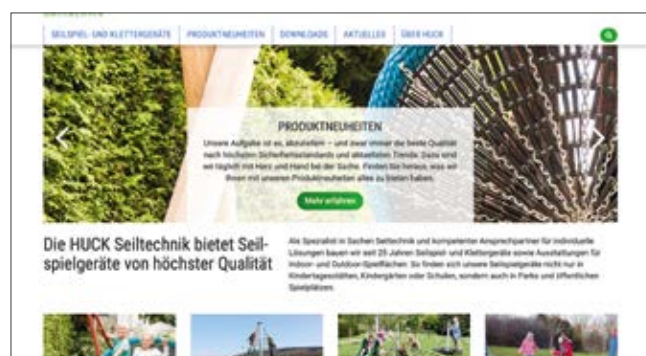 SEILSPIEL- UND KLETTERGERÄTE PRODUKTNEUHEITEN DOWNLOADS AKTUELLES ÜBER HUCK
PRODUKTNEUHEITEN
Unsere Aufgabe ist es, abzuliefern – und zwar immer die beste Qualität
nach höchsten Sicherheitsstandards und aktuellsten Trends. Dazu sind
wir täglich mit Herz und Hand bei der Sache. Finden Sie heraus, was wir
Ihnen mit unseren Produktneuheiten alles zu bieten haben.
Mehr erfahren
Die HUCK Seiltechnik bietet Seil-
spielgeräte von höchster Qualität
Als Spezialist in Sachen Seiltechnik und kompetenter Ansprechpartner für individuelle
Lösungen bauen wir seit 25 Jahren Seilspiel- und Klettergeräte sowie Ausstattungen für
Indoor- und Outdoor-Spielflächen. So finden sich unsere Seilspielgeräte nicht nur in
Kindertagesstätten, Kindergärten oder Schulen, sondern auch in Parks und öffentlichen
Spielplätzen.